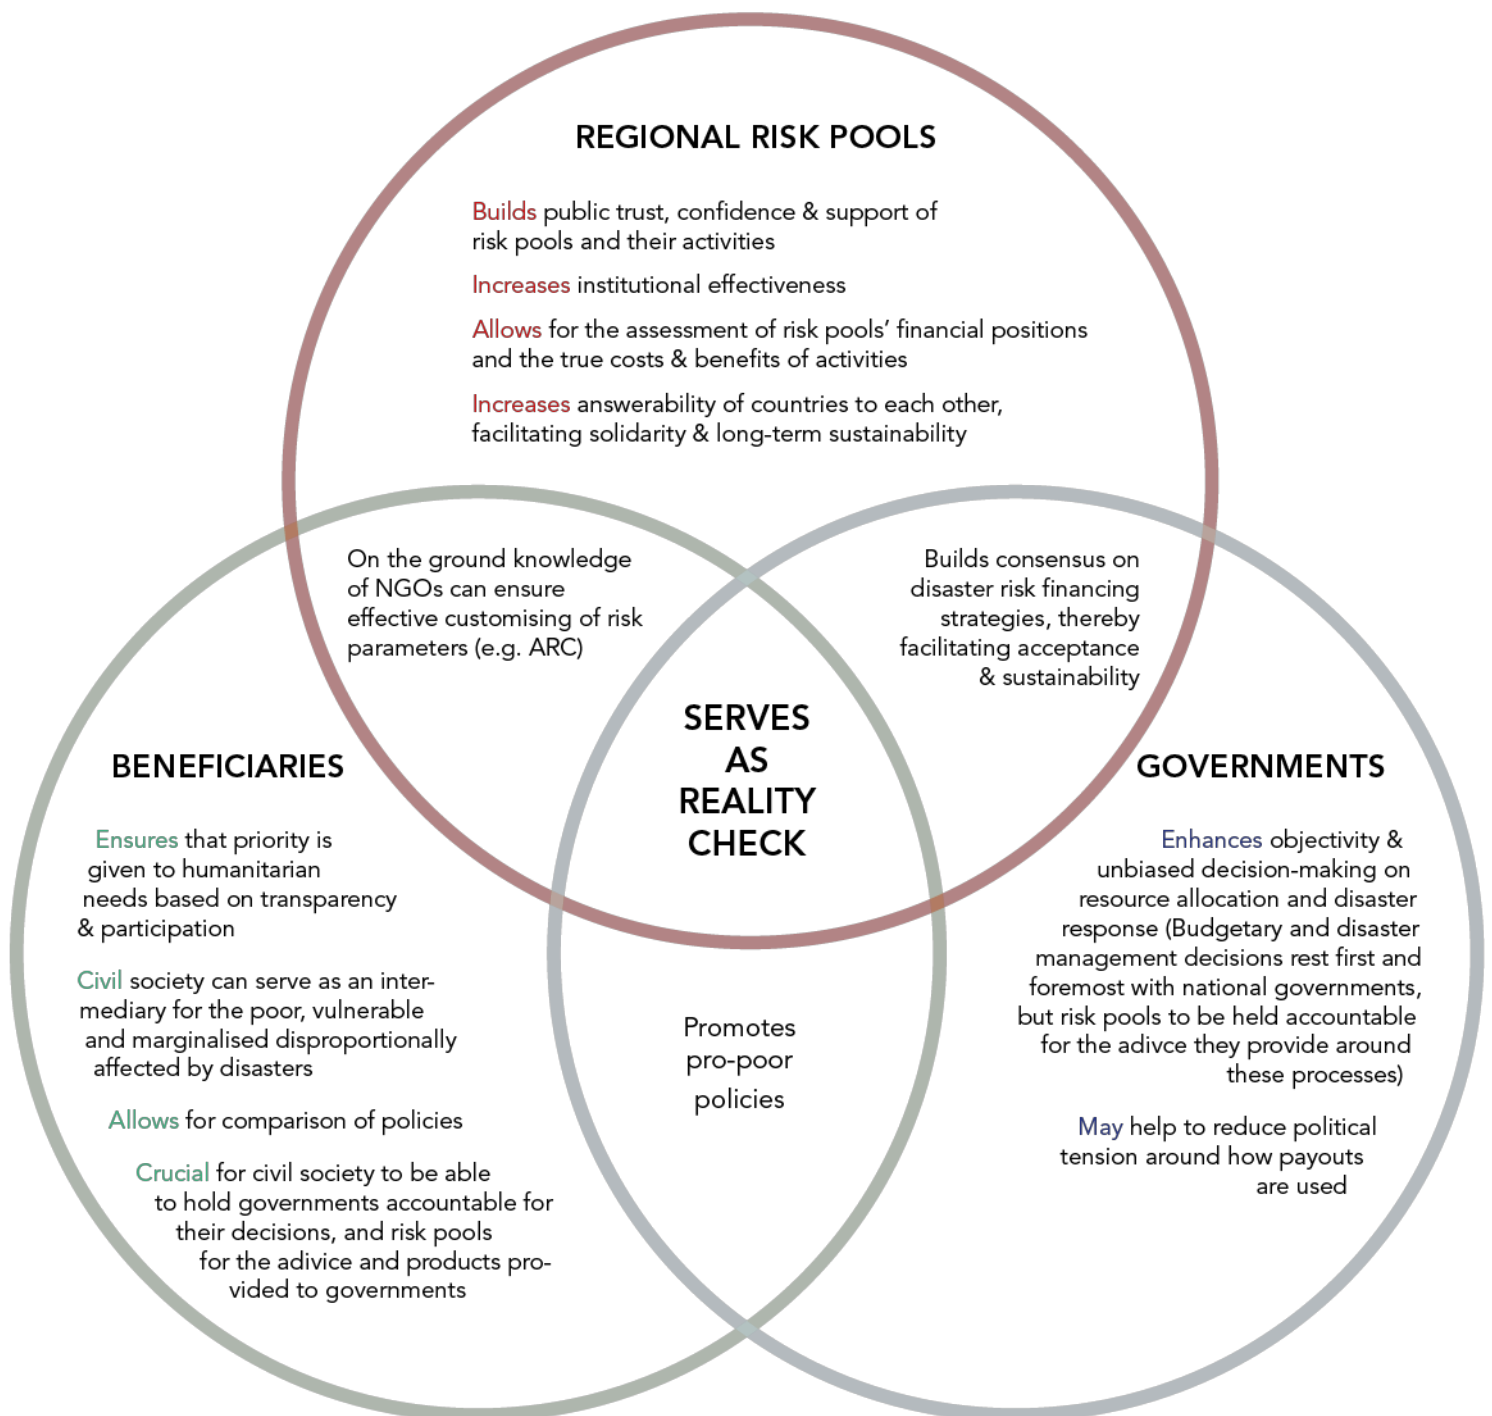 REGIONAL RISK POOLS
Builds public trust, confidence & support of
risk pools and their activities
Increases institutional effectiveness
Allows for the assessment of risk pools’ financial positions
and the true costs & benefits of activities
Increases answerability of countries to each other,
facilitating solidarity & long-term sustainability
On the ground knowledge
of NGOs can ensure
effective customising of risk
parameters (e.g. ARC)
Builds consensus on
disaster risk financing
strategies, thereby
facilitating acceptance
& sustainability
SERVES
AS
REALITY
CHECK
BENEFICIARIES
Ensures that priority is
given to humanitarian
needs based on transparency
& participation
Civil society can serve as an inter-
mediary for the poor, vulnerable
and marginalised disproportionally
affected by disasters
Allows for comparison of policies
Crucial for civil society to be able
to hold governments accountable for
their decisions, and risk pools
for the adivice and products pro-
vided to governments
Promotes
pro-poor
policies
GOVERNMENTS
Enhances objectivity &
unbiased decision-making on
resource allocation and disaster
response (Budgetary and disaster
management decisions rest first and
foremost with national governments,
but risk pools to be held accountable
for the adivce they provide around
these processes)
May help to reduce political
tension around how payouts
are used